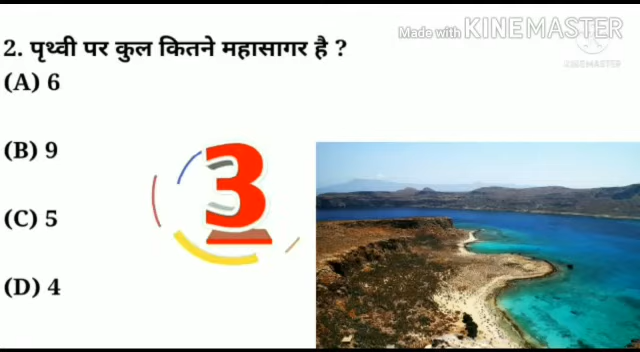 Made with KINEMASTER
KINEMASTER
2. पृथ्वी पर कुल कितने महासागर है ?
(A) 6
(B) 9
(C) 5
(D) 4
3